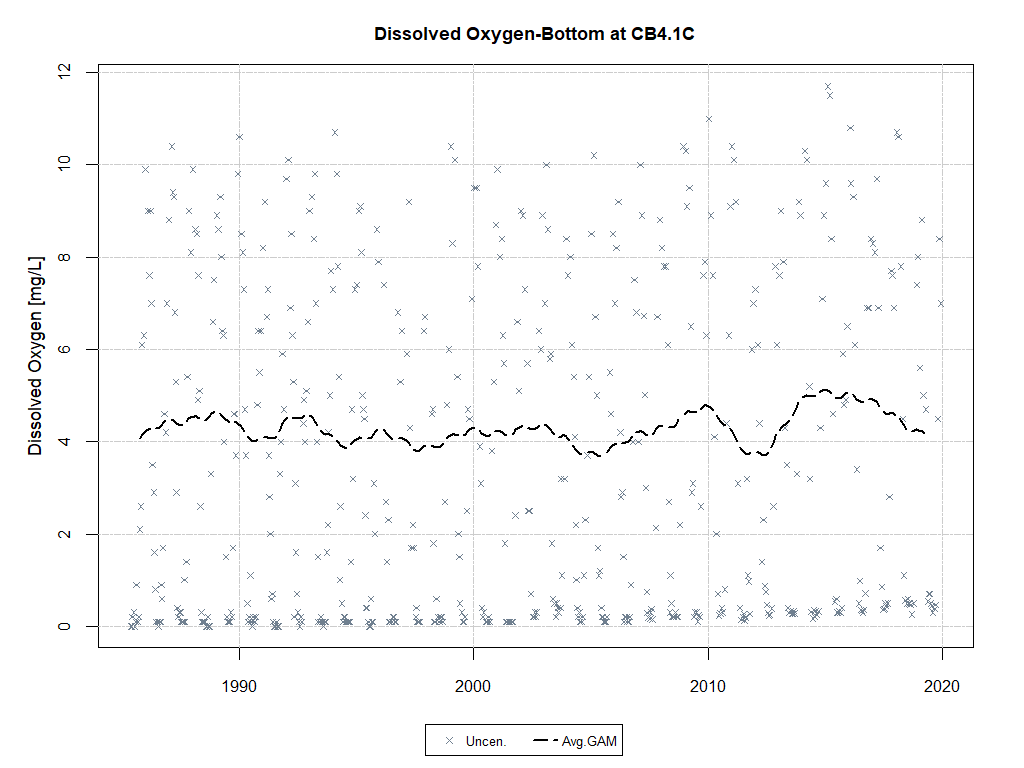 Dissolved Oxygen-Bottom at CB4.1C
Dissolved Oxygen [mg/L]
12
10
8
6
4
2
0
1990
2000
2010
2020
Uncen.
Avg.GAM